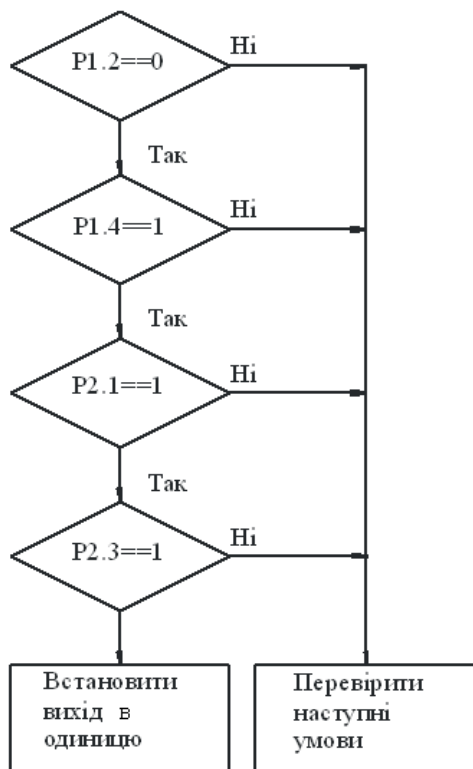 P1.2==0
Ні
Так
P1.4==1
Ні
Так
P2.1==1
Ні
Так
P2.3==1
Ні
Встановити
вихід в
одиницю
Перевірити
наступні
умови